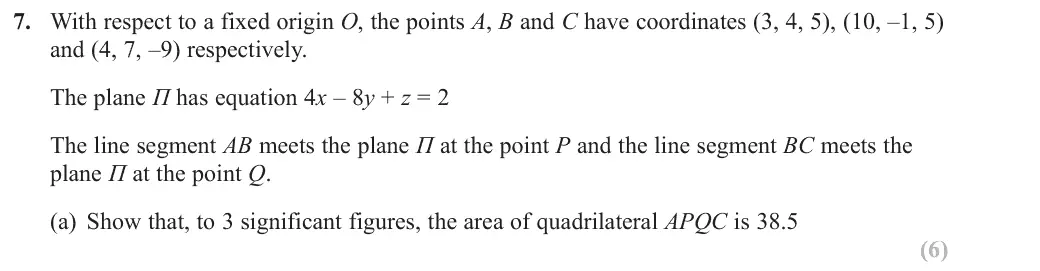 7. With respect to a fixed origin O, the points A, B and C have coordinates (3, 4, 5), (10, –1, 5)
and (4, 7, –9) respectively.
The plane Π has equation 4x – 8y + z = 2
The line segment AB meets the plane Π at the point P and the line segment BC meets the
plane Π at the point Q.
(a) Show that, to 3 significant figures, the area of quadrilateral APQC is 38.5
(6)